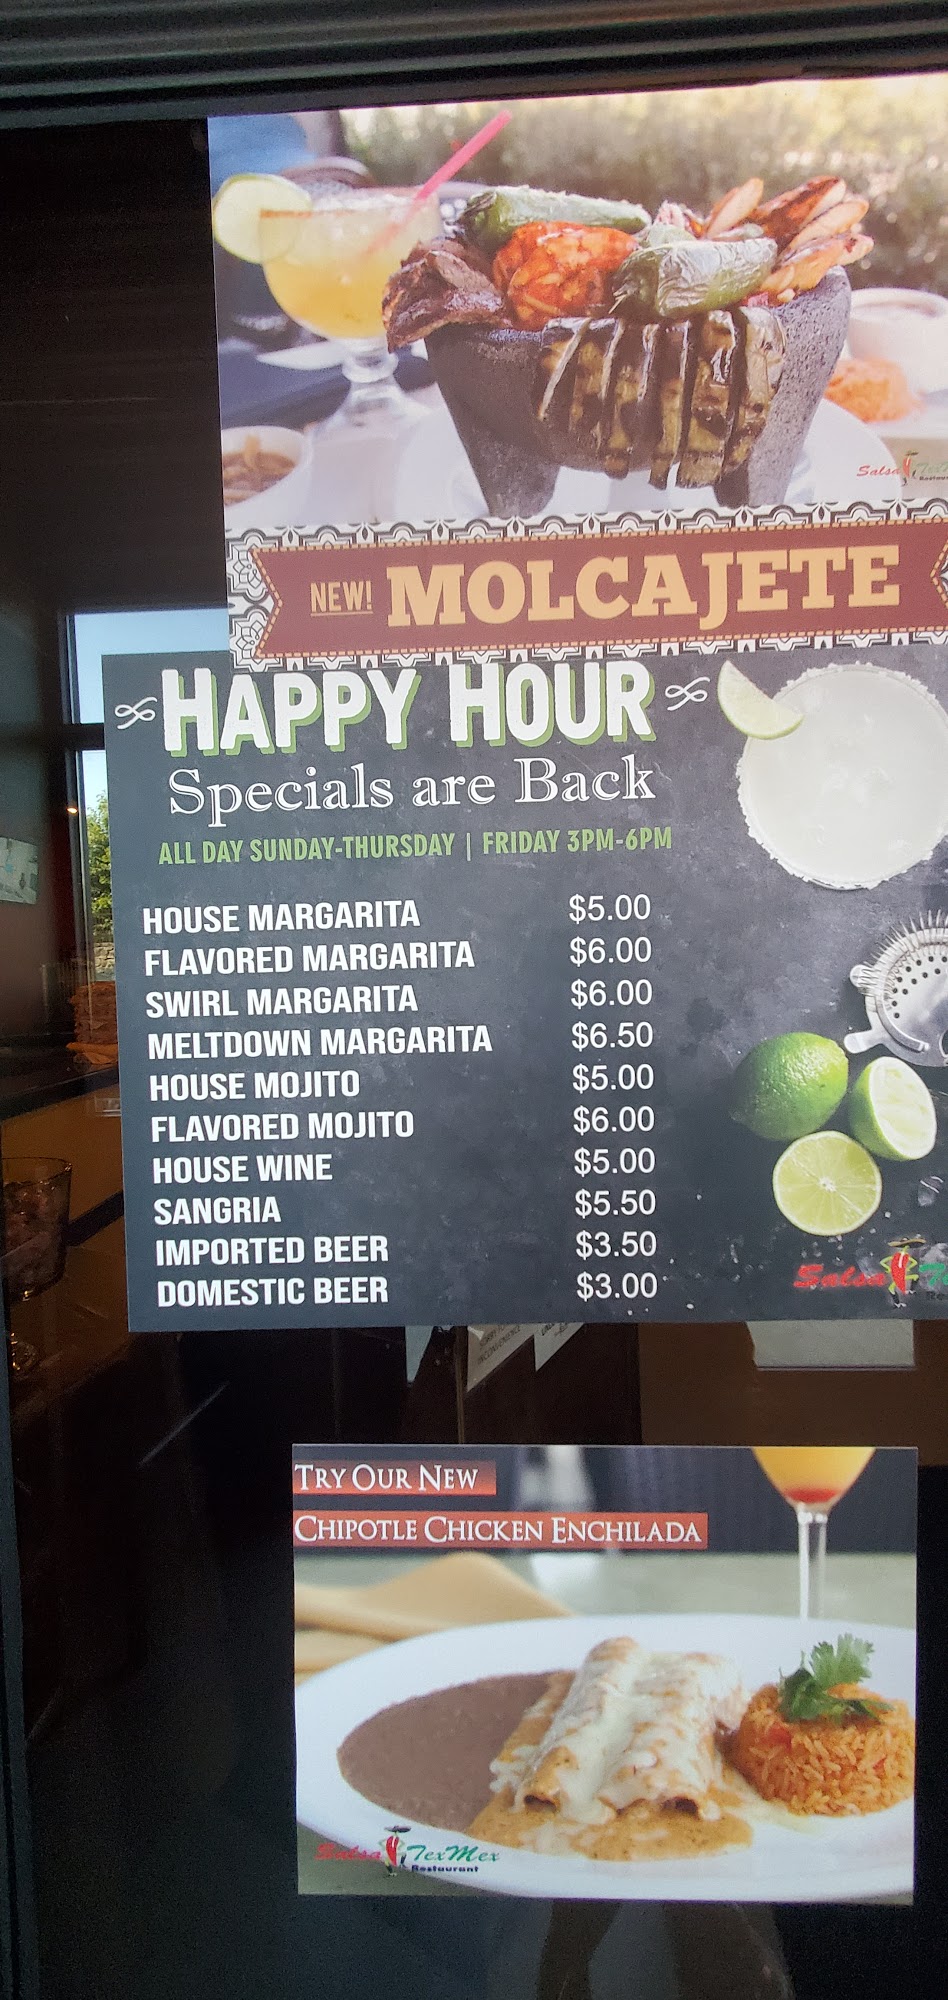 Salsa
NEW! MOLCAJETE
HAPPY HOUR
Specials are Back
ALL DAY SUNDAY-THURSDAY | FRIDAY 3PM-6PM
HOUSE MARGARITA $5.00
FLAVORED MARGARITA $6.00
SWIRL MARGARITA $6.00
MELTDOWN MARGARITA $6.50
HOUSE MOJITO $5.00
FLAVORED MOJITO $6.00
HOUSE WINE $5.00
SANGRIA $5.50
IMPORTED BEER $3.50
DOMESTIC BEER $3.00
Salsa
INCONVENIENCE
TRY OUR NEW
CHIPOTLE CHICKEN ENCHILADA
Salsa TexMex
Restaurant